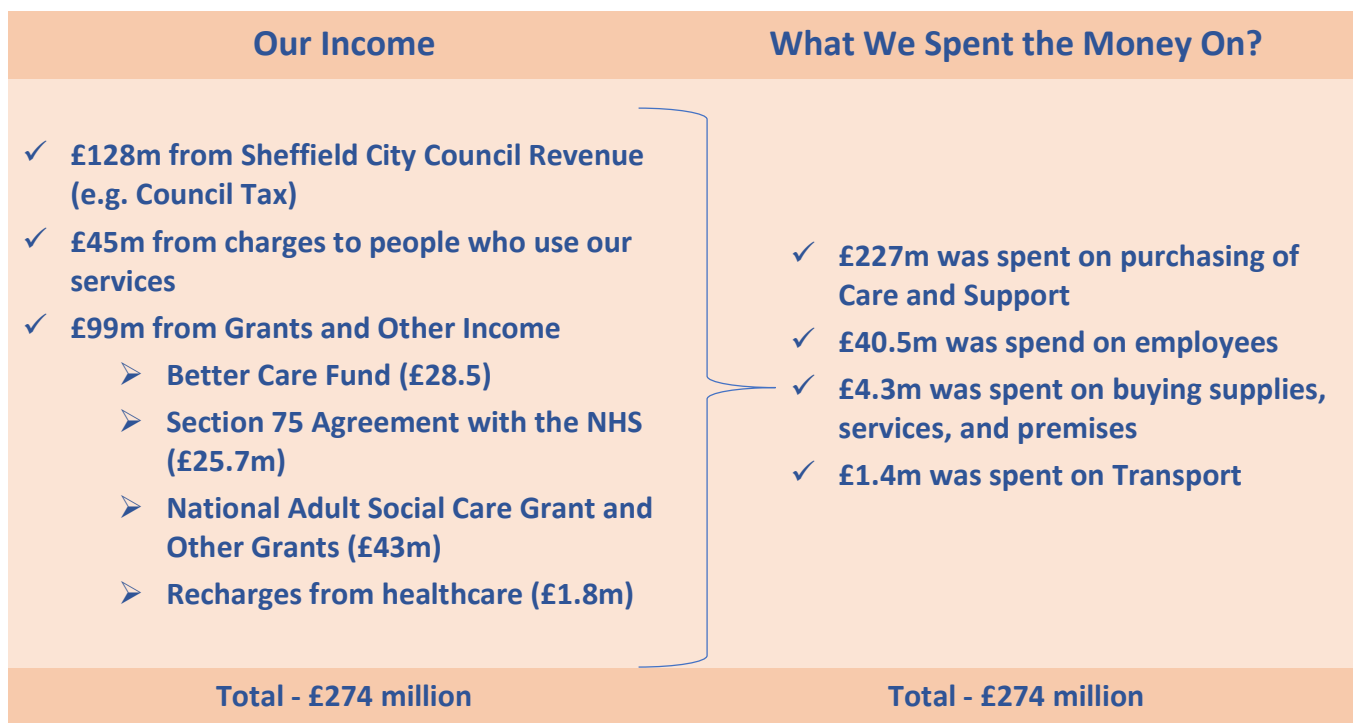 Our Income
£128m from Sheffield City Council Revenue
(e.g. Council Tax)
£45m from charges to people who use our
services
£99m from Grants and Other Income
Better Care Fund (£28.5)
Section 75 Agreement with the NHS
(£25.7m)
National Adult Social Care Grant and
Other Grants (£43m)
Recharges from healthcare (£1.8m)
Total - £274 million
What We Spent the Money On?
£227m was spent on purchasing of
Care and Support
£40.5m was spend on employees
£4.3m was spent on buying supplies,
services, and premises
£1.4m was spent on Transport
Total - £274 million